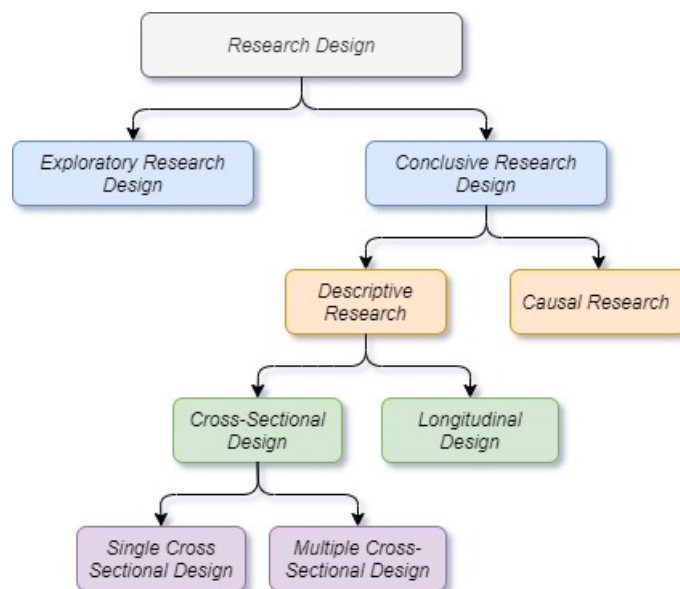 Research Design
Exploratory Research
Design
Conclusive Research
Design
Descriptive
Research
Causal Research
Cross-Sectional
Design
Longitudinal
Design
Single Cross
Sectional Design
Multiple Cross-
Sectional Design